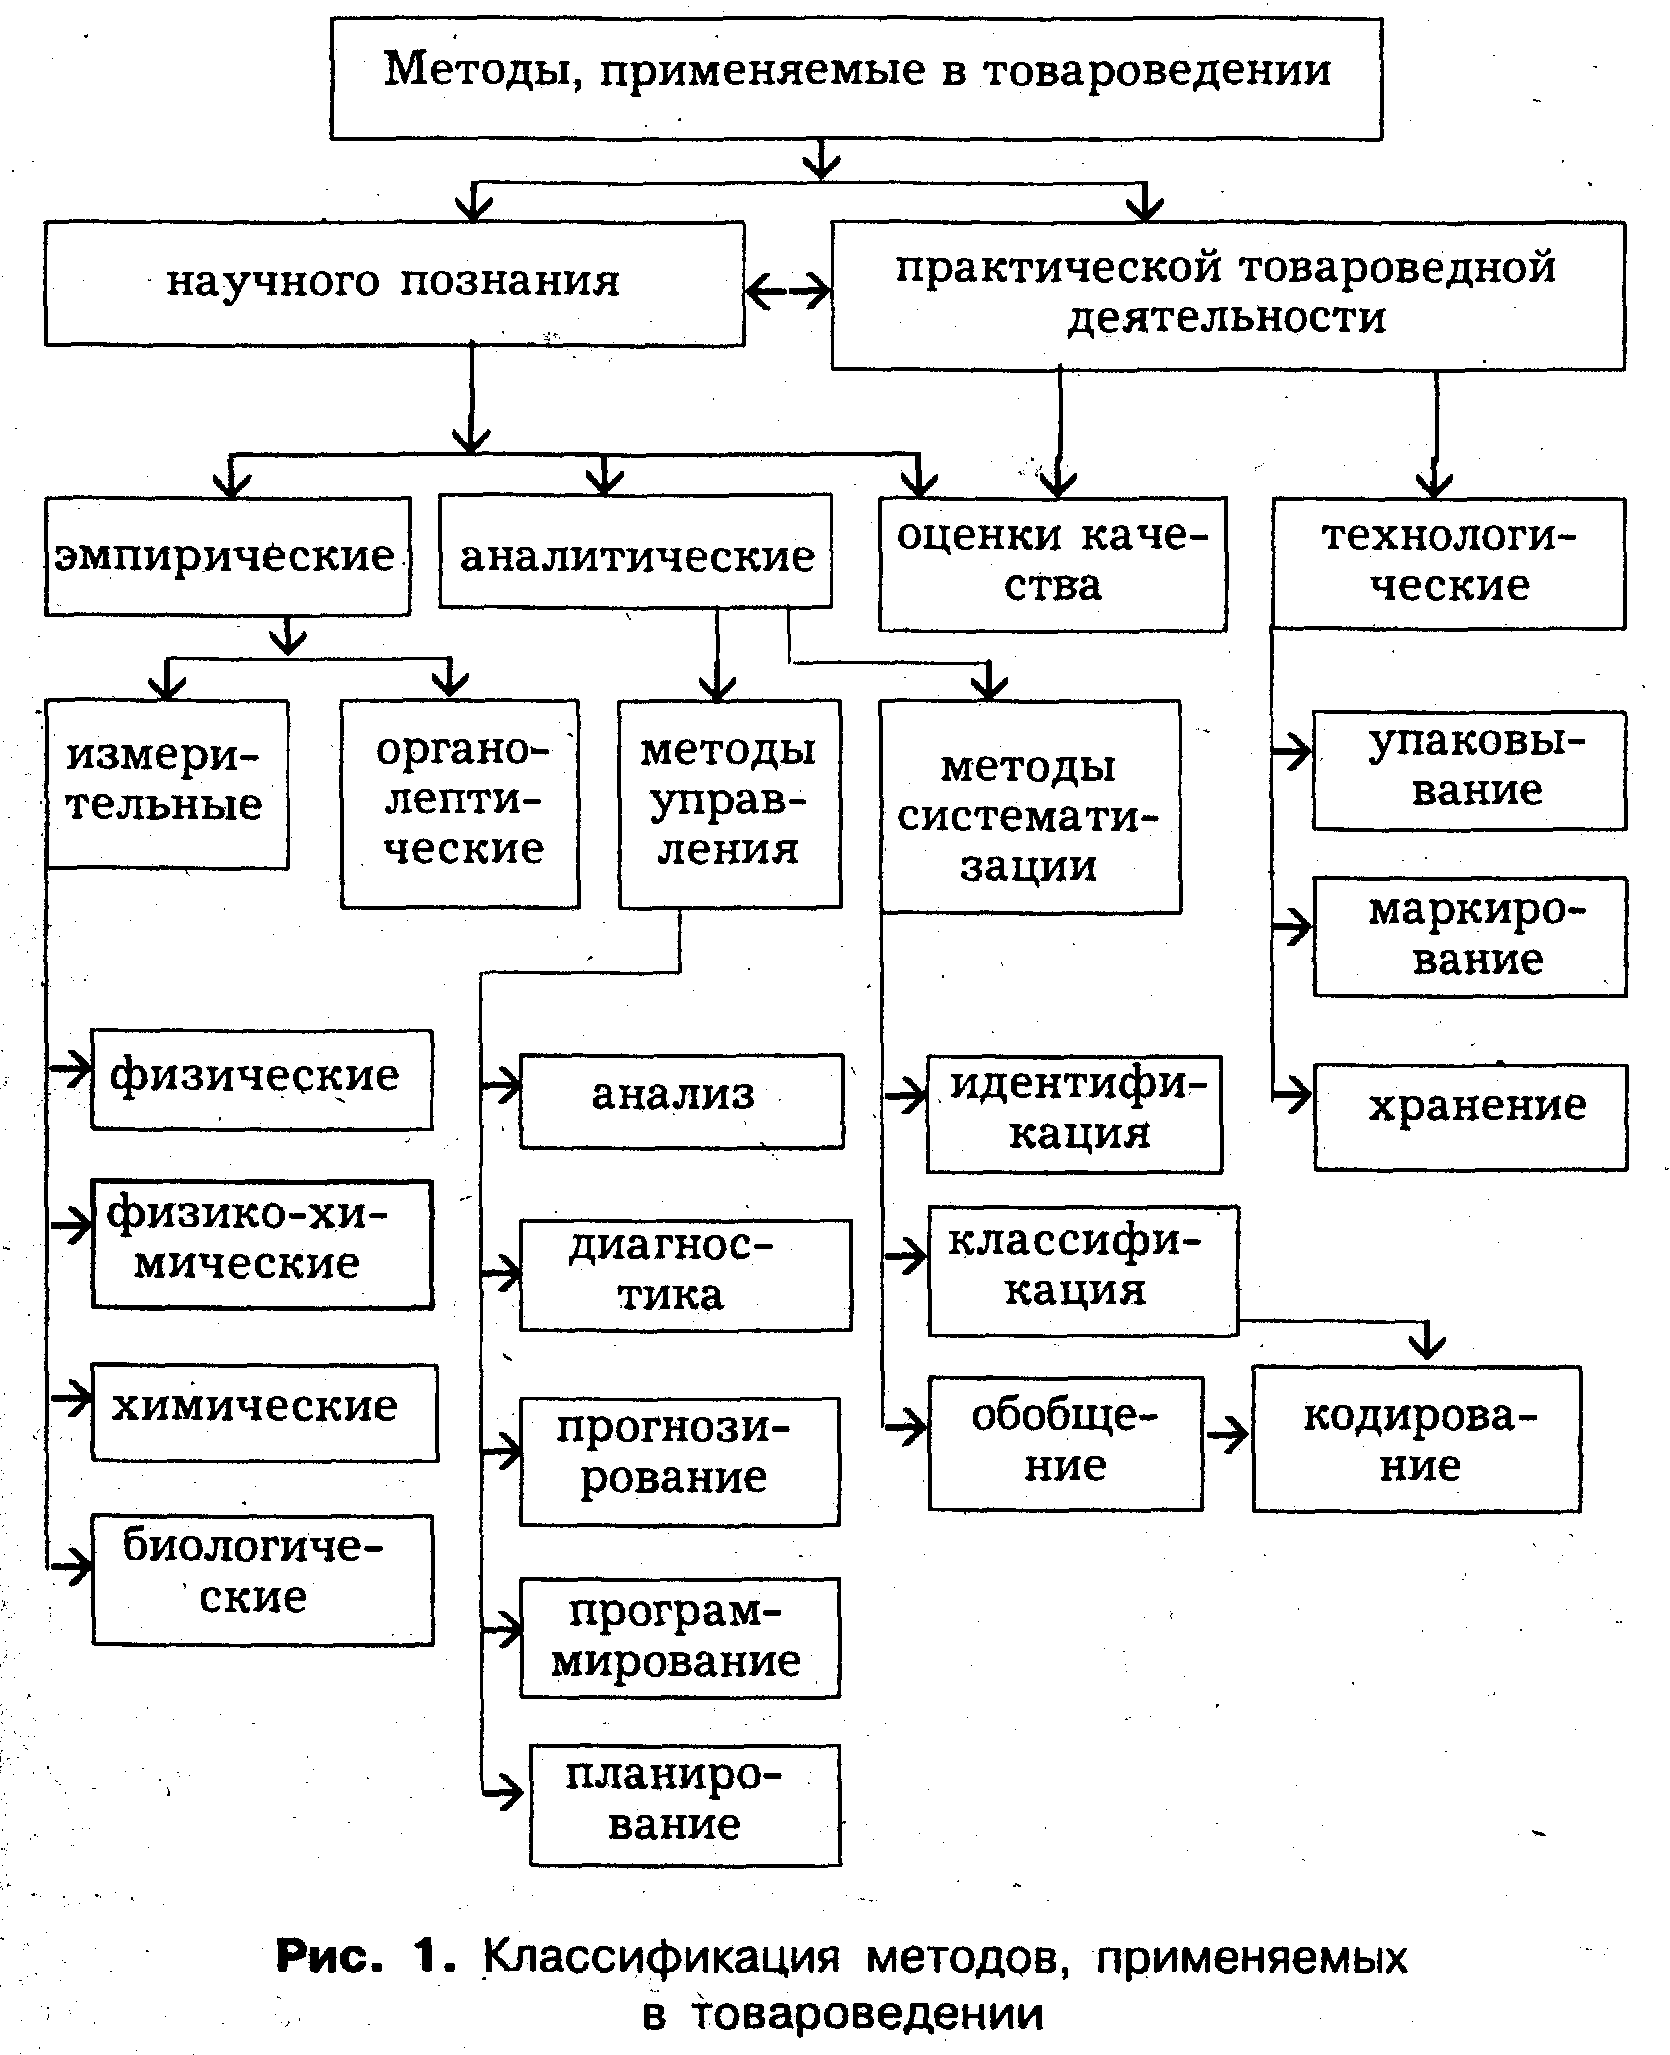 Методы, применяемые в товароведении
научного познания
практической товароведной
деятельности
эмпирические
аналитические
оценки каче-
ства
технологи-
ческие
измери-
тельные
органо-
лепти-
ческие
методы
управ-
ления
методы
системати-
зации
упаковы-
вание
маркиро-
вание
хранение
физические
физико-хи-
мические
химические
биологиче-
ские
анализ
диагнос-
тика
прогнози-
рование
програм-
мирование
планиро-
вание
идентифи-
кация
классифи-
кация
обобще-
ние
кодирова-
ние
Рис. 1. Классификация методов, применяемых
в товароведении